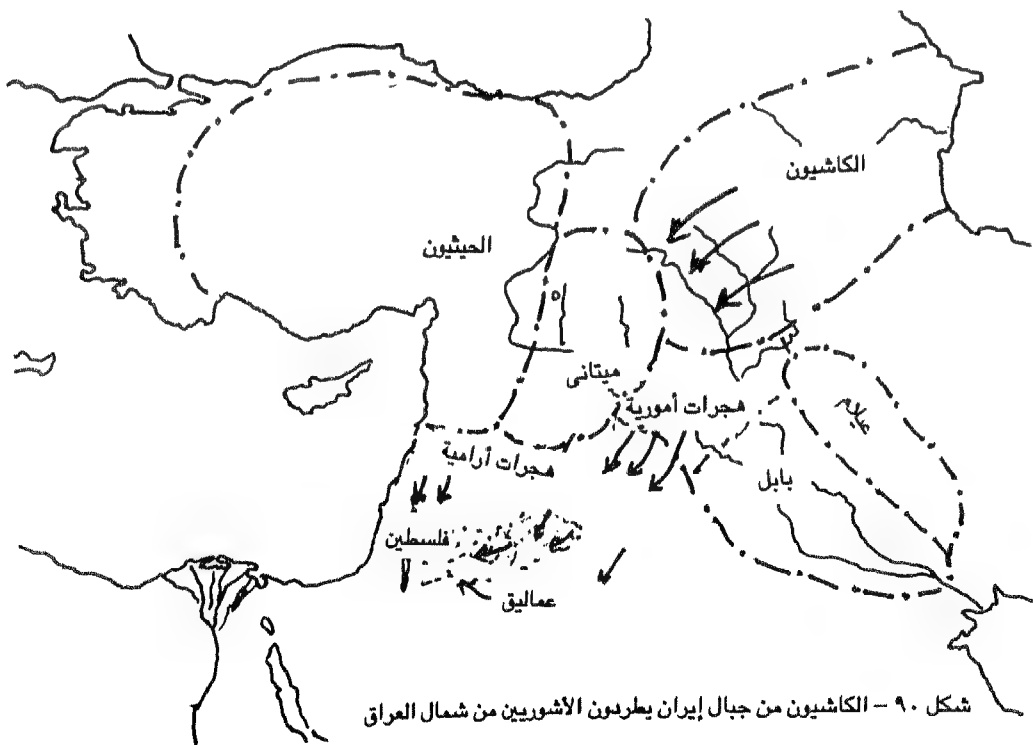 الكاشيون
الحيثيون
ميتانى
هجرات أمورية
عيلام
هجرات أرامية
بابل
فلسطين
عماليق
شكل ٩٠ – الكاشيون من جبال إيران يطردون الأشوريين من شمال العراق